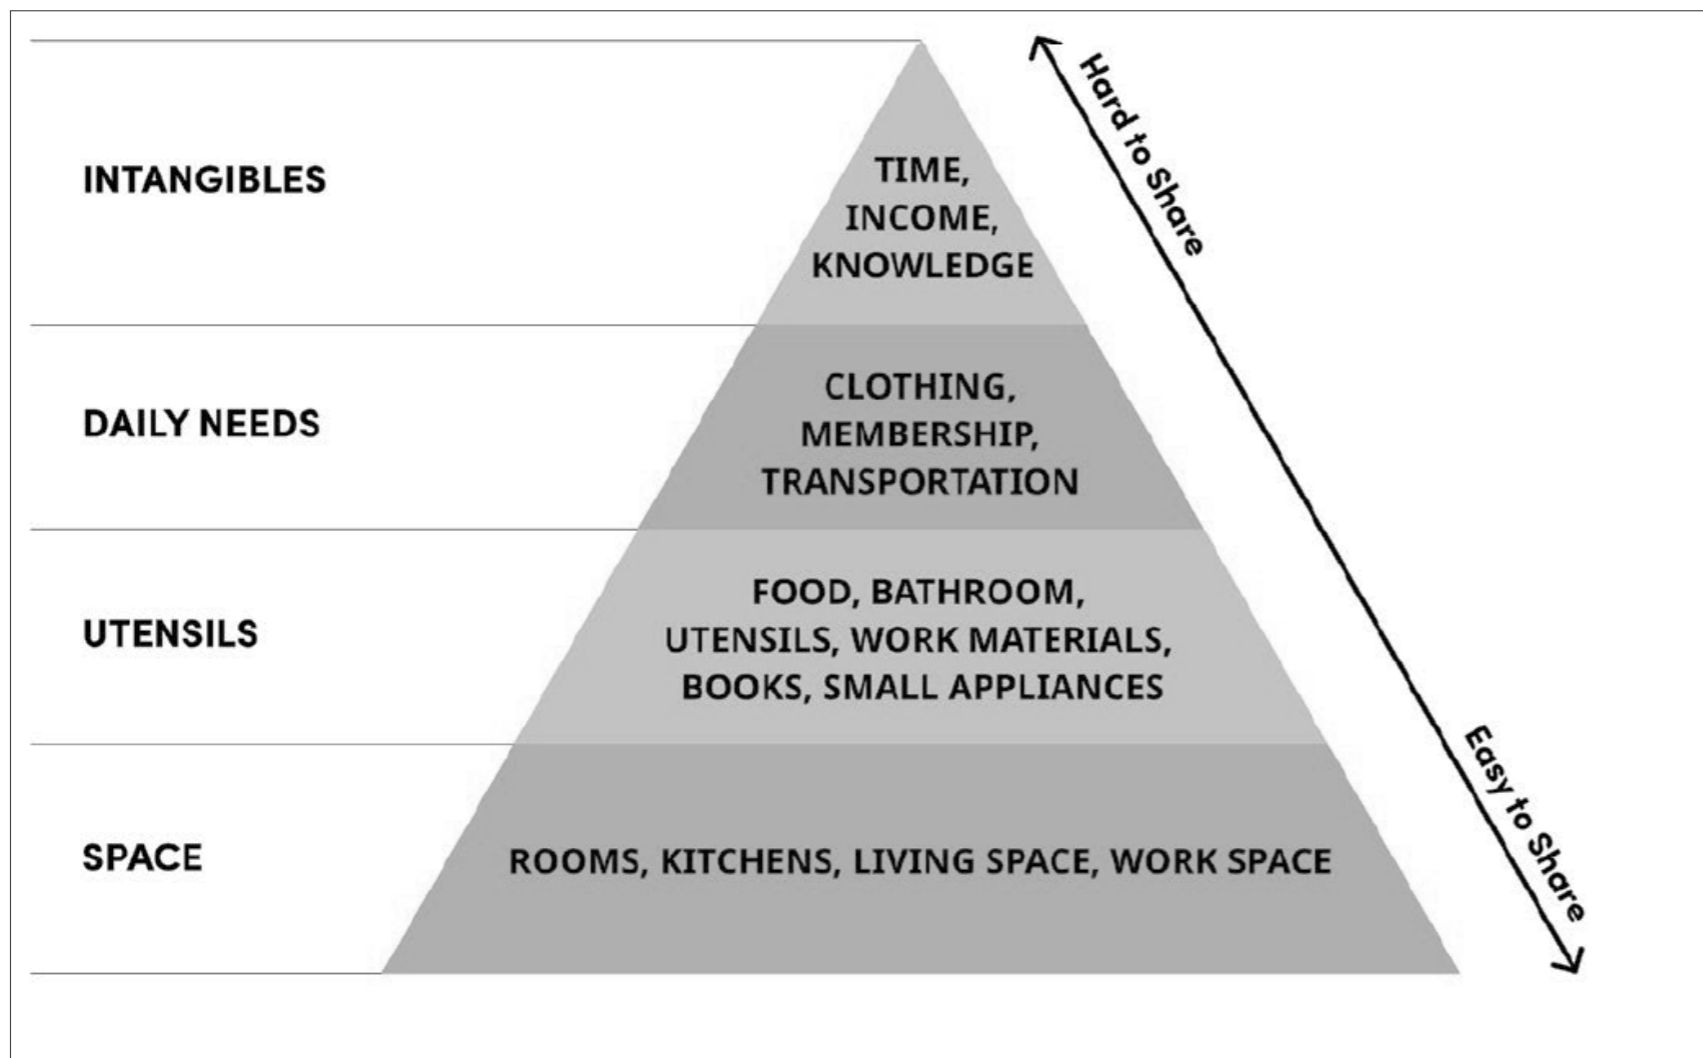 INTANGIBLES
TIME,
INCOME,
KNOWLEDGE
DAILY NEEDS
CLOTHING,
MEMBERSHIP,
TRANSPORTATION
UTENSILS
FOOD, BATHROOM,
UTENSILS, WORK MATERIALS,
BOOKS, SMALL APPLIANCES
SPACE
ROOMS, KITCHENS, LIVING SPACE, WORK SPACE
Hard to Share
Easy to Share